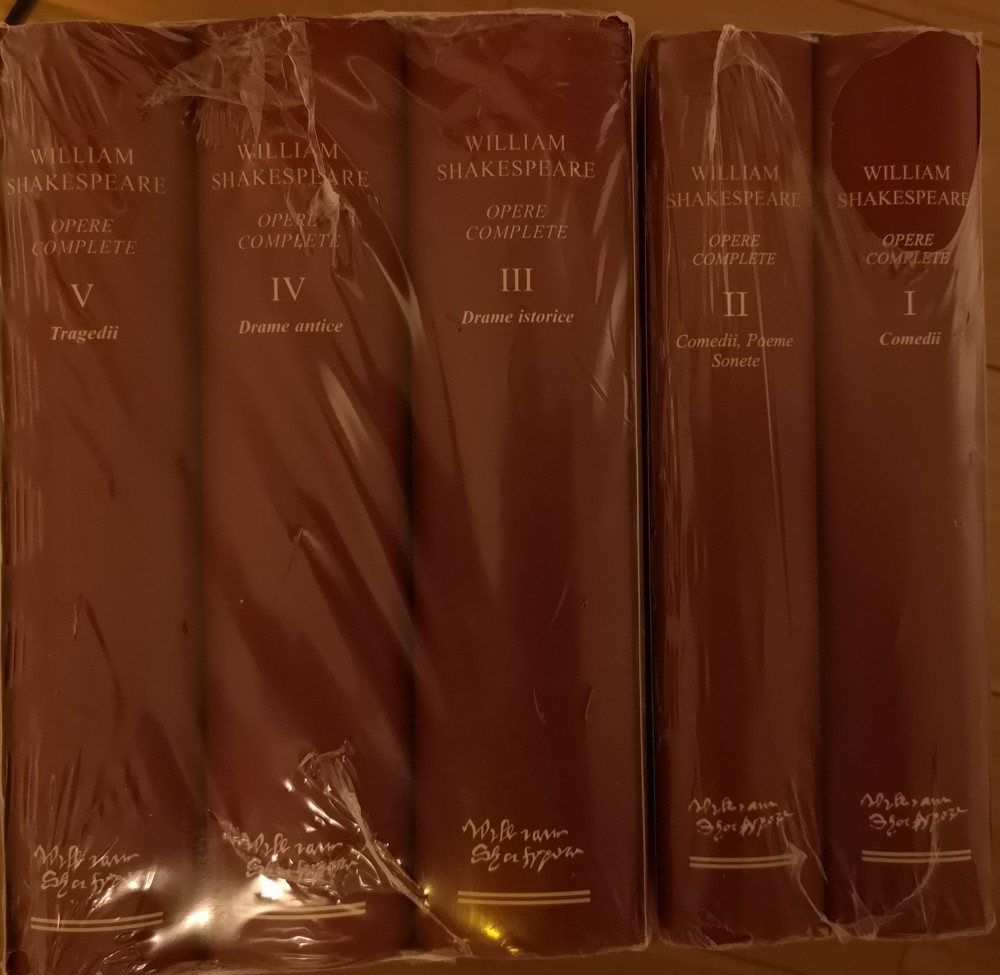 WILLIAM
SHAKESPEARE
OPERE
COMPLETE
V
Tragedii
WILLIAM
SHAKESPEARE
OPERE
COMPLETE
IV
Drame antice
WILLIAM
SHAKESPEARE
OPERE
COMPLETE
III
Drame istorice
WILLIAM
SHAKESPEARE
OPERE
COMPLETE
II
Comedii, Poeme
Sonete
WILLIAM
SHAKESPEARE
OPERE
COMPLETE
I
Comedii